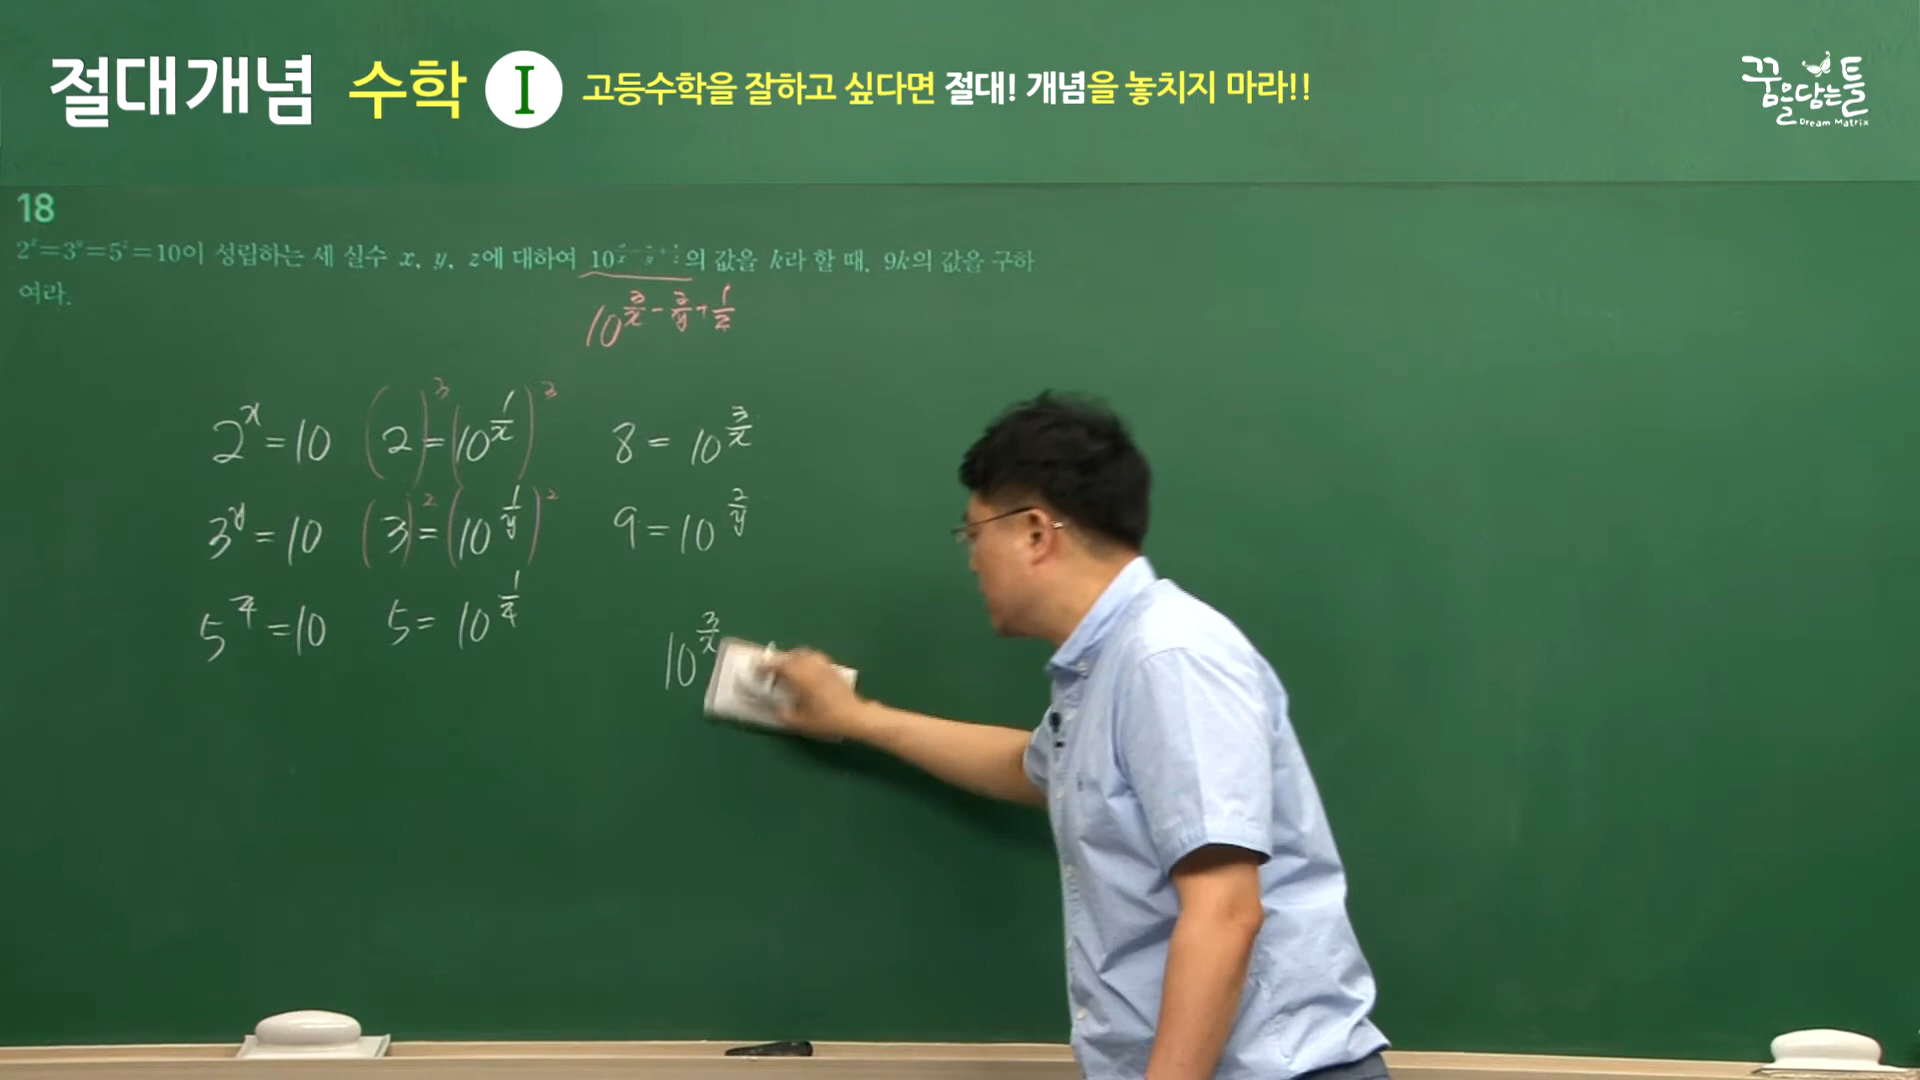 절대개념 수학 I 고등수학을 잘하고 싶다면 절대! 개념을 놓치지 마라!!
꿈을담는틀
Dream Matrix
18
2ˣ=3ʸ=5ᶻ=10이 성립하는 세 실수 x, y, z에 대하여 10의 값을 k라 할 때, 9k의 값을 구하
여라.
10^(3/x - 2/y + 1/z)
2^x=10 (2)^3=(10^(1/x))^3 8=10^(3/x)
3^y=10 (3)^2=(10^(1/y))^2 9=10^(2/y)
5^z=10 5=10^(1/z)
10^(3/x)